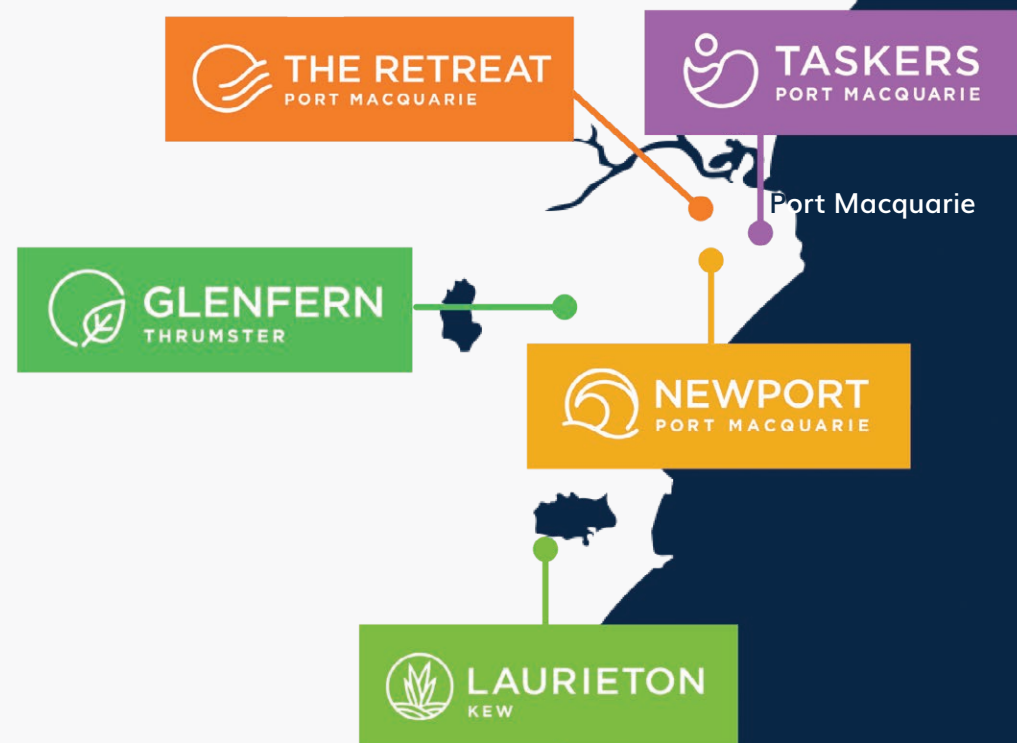 THE RETREAT
PORT MACQUARIE
TASKERS
PORT MACQUARIE
Port Macquarie
GLENFERN
THRUMSTER
NEWPORT
PORT MACQUARIE
LAURIETON
KEW